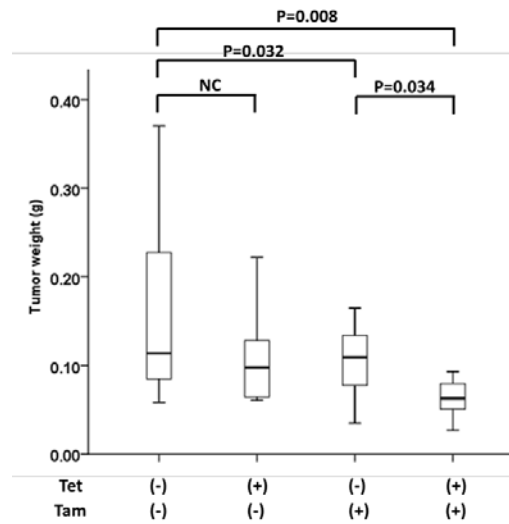 P=0.008
P=0.032
NC
P=0.034
0.40
0.30
0.20
0.10
0.00
Tumor weight (g)
Tet (-) (+) (-) (+)
Tam (-) (-) (+) (+)